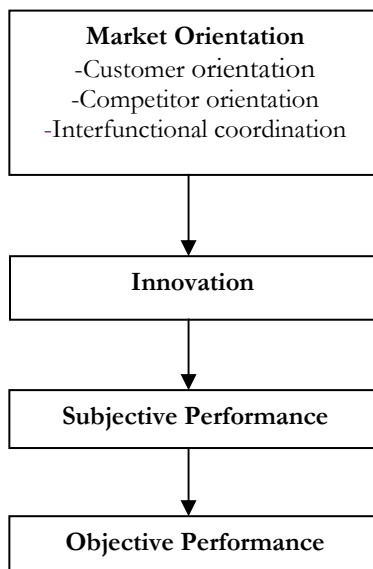 Market Orientation
-Customer orientation
-Competitor orientation
-Interfunctional coordination
Innovation
Subjective Performance
Objective Performance